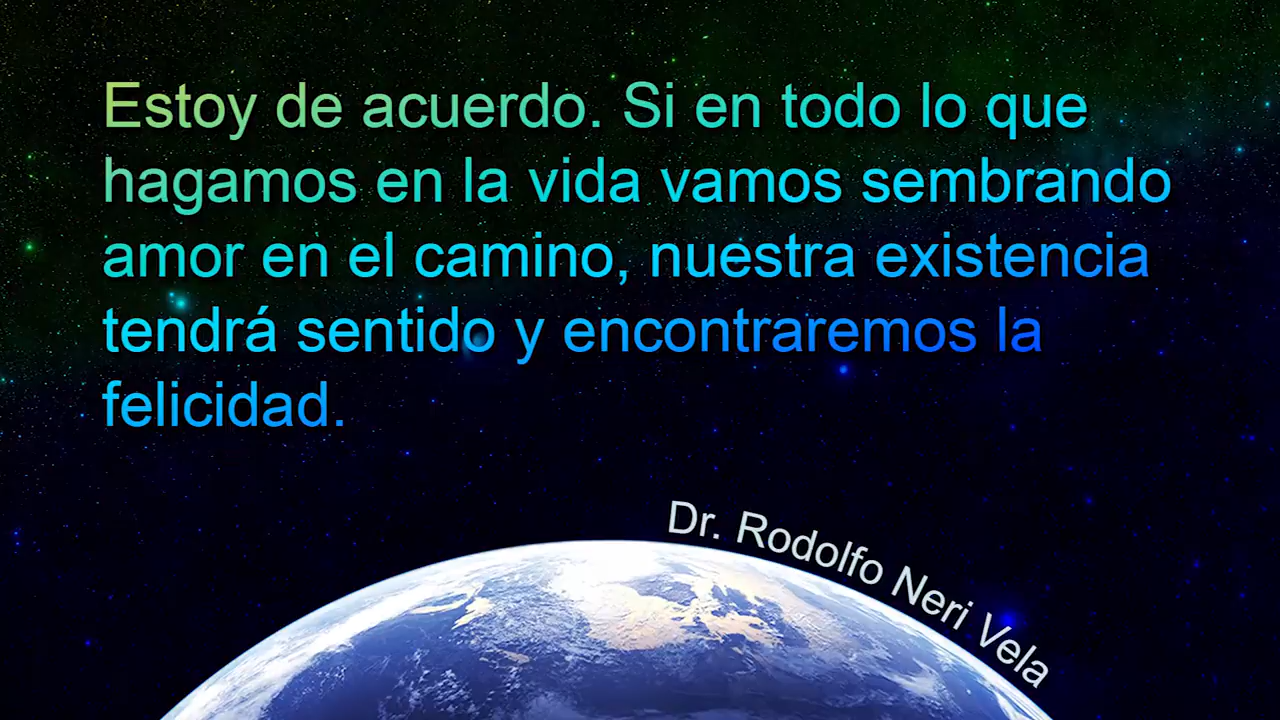 Estoy de acuerdo. Si en todo lo que
hagamos en la vida vamos sembrando
amor en el camino, nuestra existencia
tendrá sentido y encontraremos la
felicidad.
Dr. Rodolfo Neri Vela